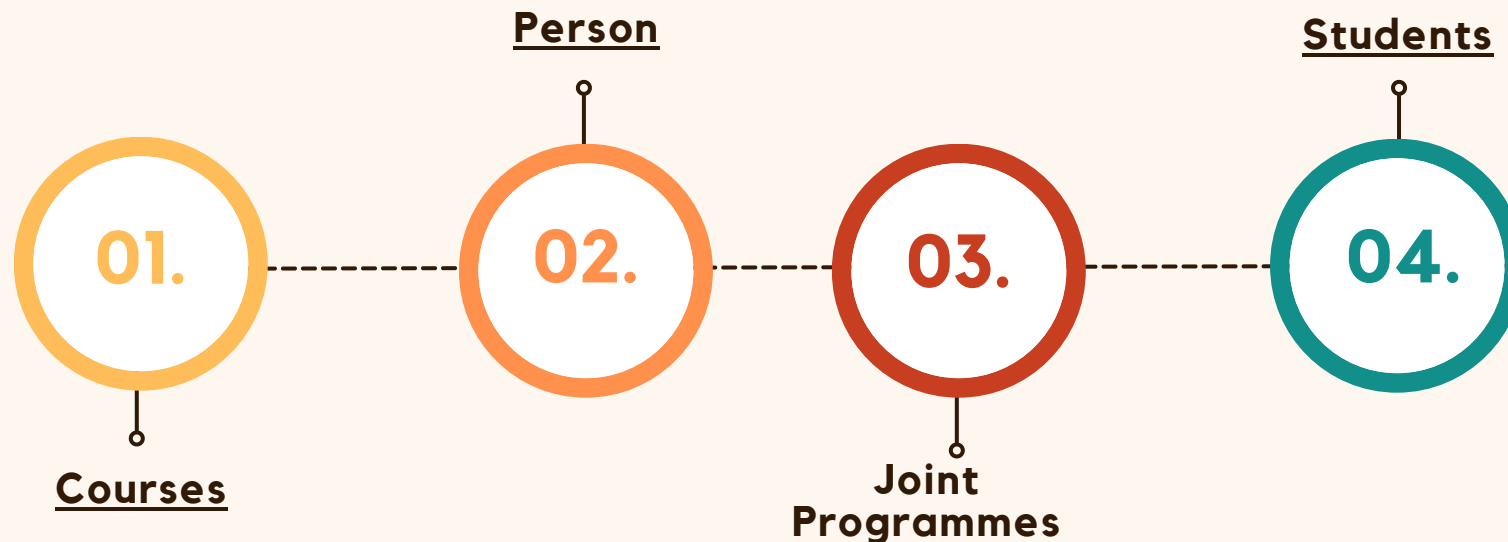 Person
Students
01.
02.
03.
04.
Courses
Joint
Programmes